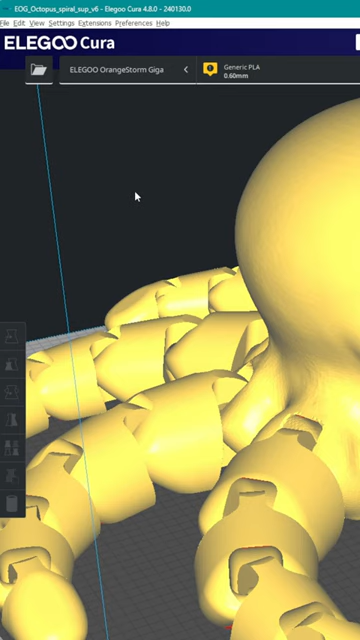 EOG_Octopus_spiral_sup_v6 - Elegoo Cura 4.8.0 - 240130.0
File Edit View Settings Extensions Preferences Help
ELEGOO Cura
ELEGOO OrangeStorm Giga
Generic PLA
0.60mm